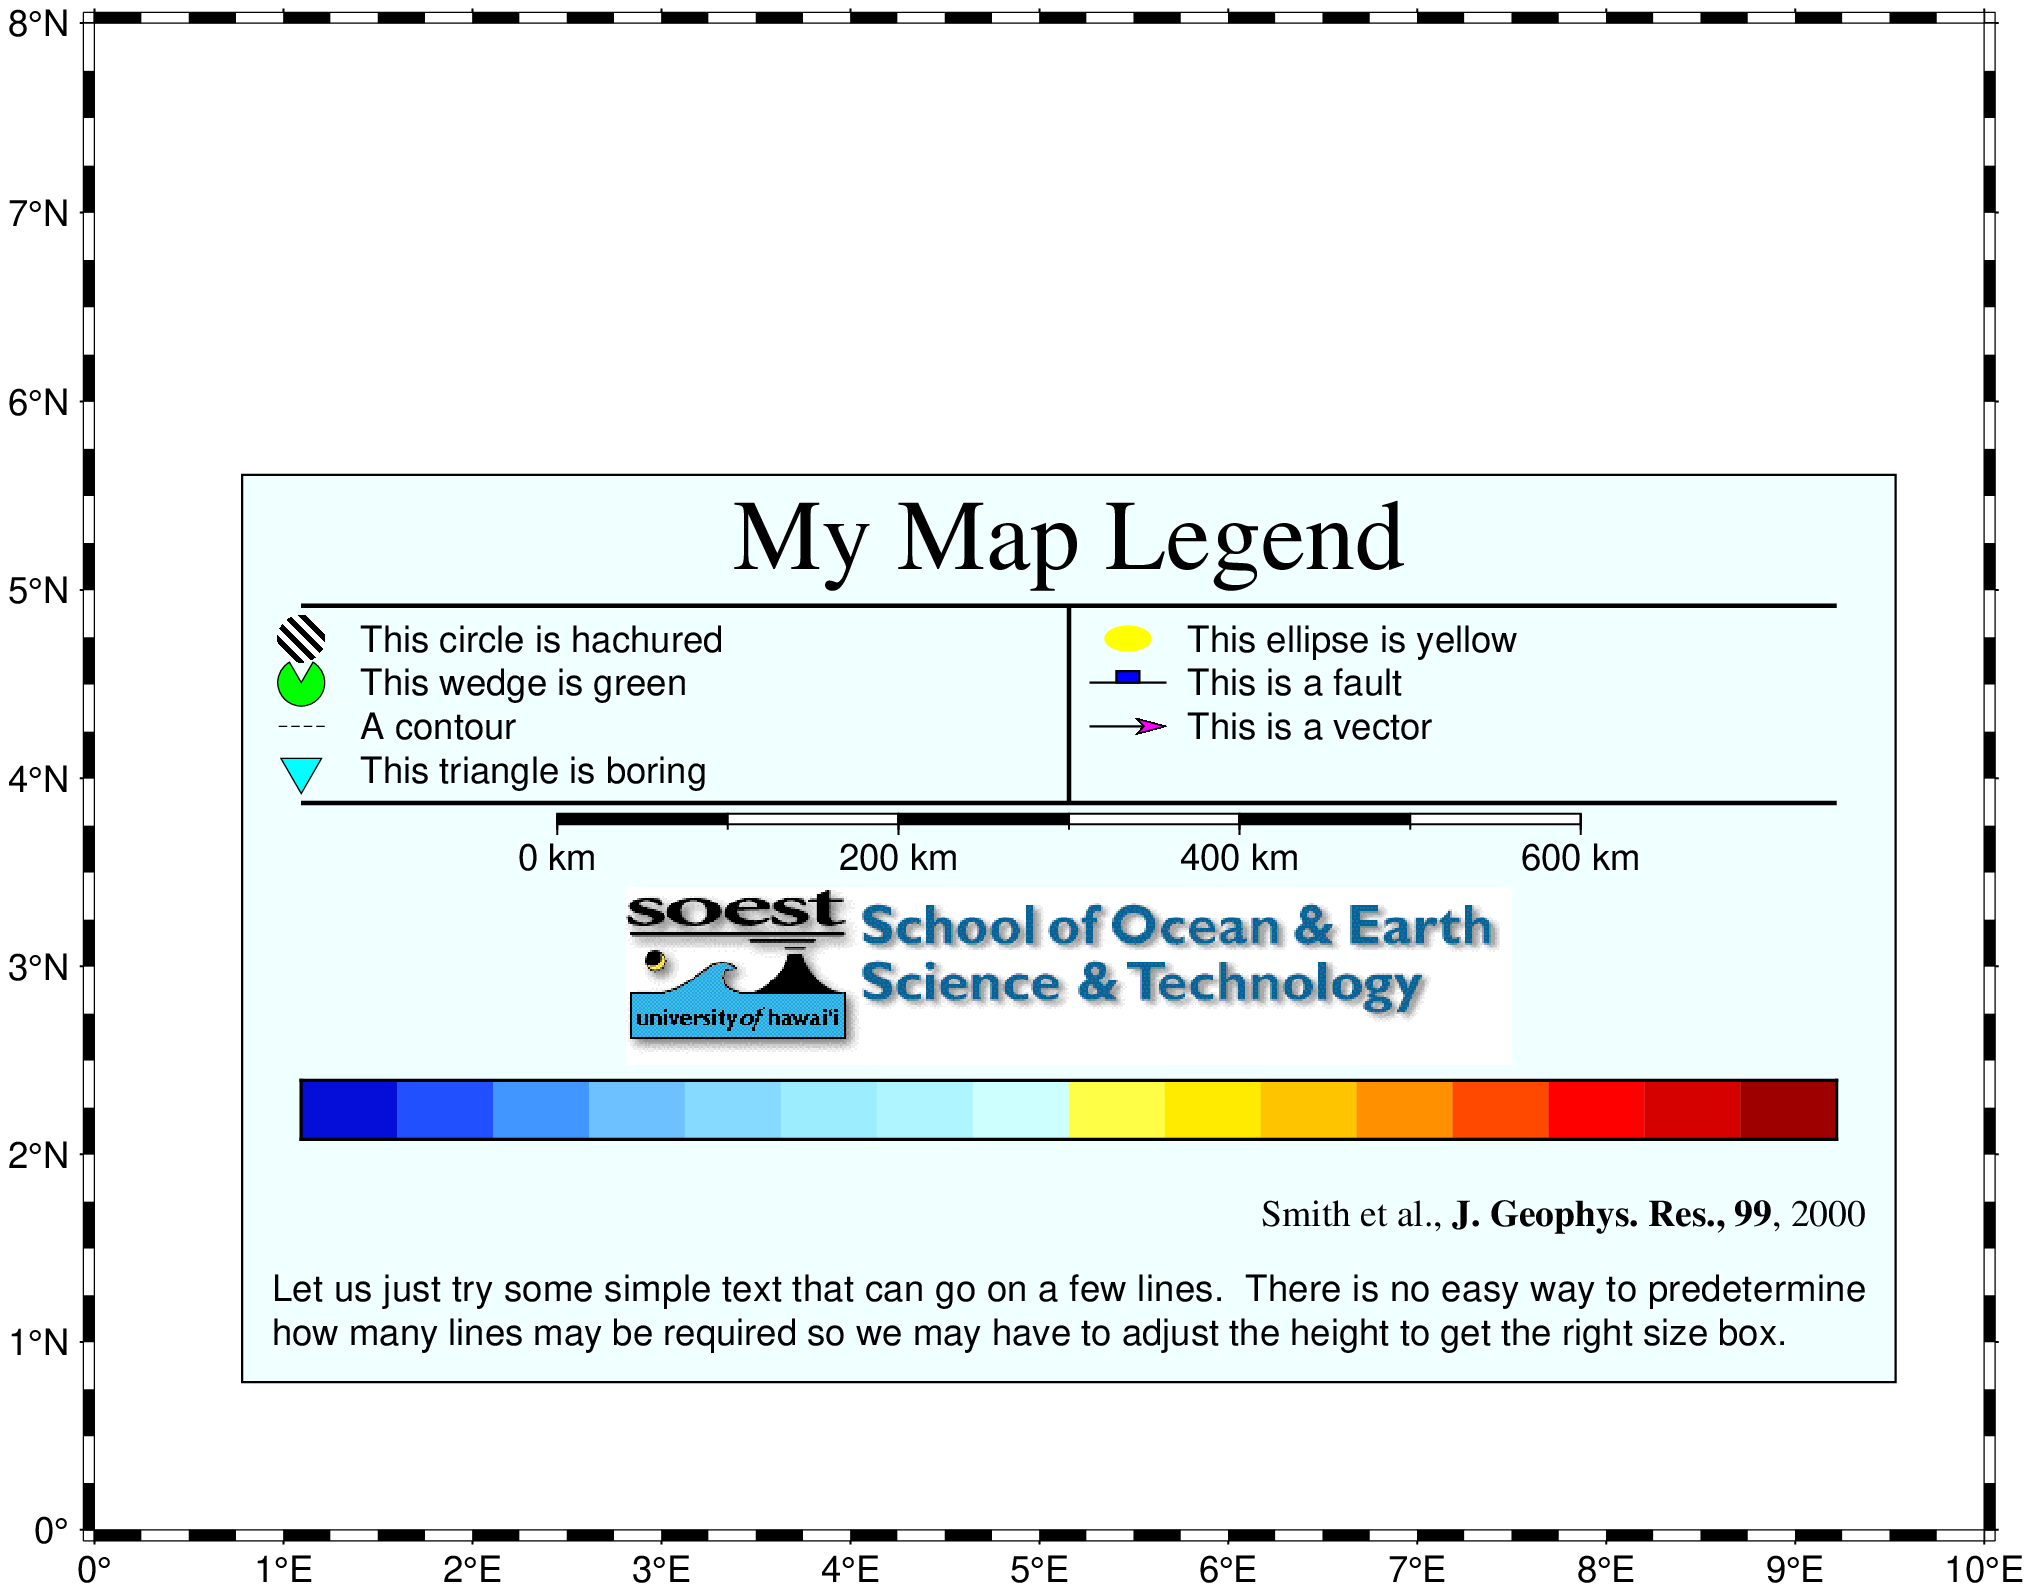 8°N
7°N
6°N
5°N
4°N
3°N
2°N
1°N
0°
My Map Legend
This circle is hachured
This ellipse is yellow
This wedge is green
This is a fault
A contour
This is a vector
This triangle is boring
0 km 200 km 400 km 600 km
soest
School of Ocean & Earth
Science & Technology
university of hawai'i
Smith et al., J. Geophys. Res., 99, 2000
Let us just try some simple text that can go on a few lines.  There is no easy way to predetermine
how many lines may be required so we may have to adjust the height to get the right size box.
0° 1°E 2°E 3°E 4°E 5°E 6°E 7°E 8°E 9°E 10°E